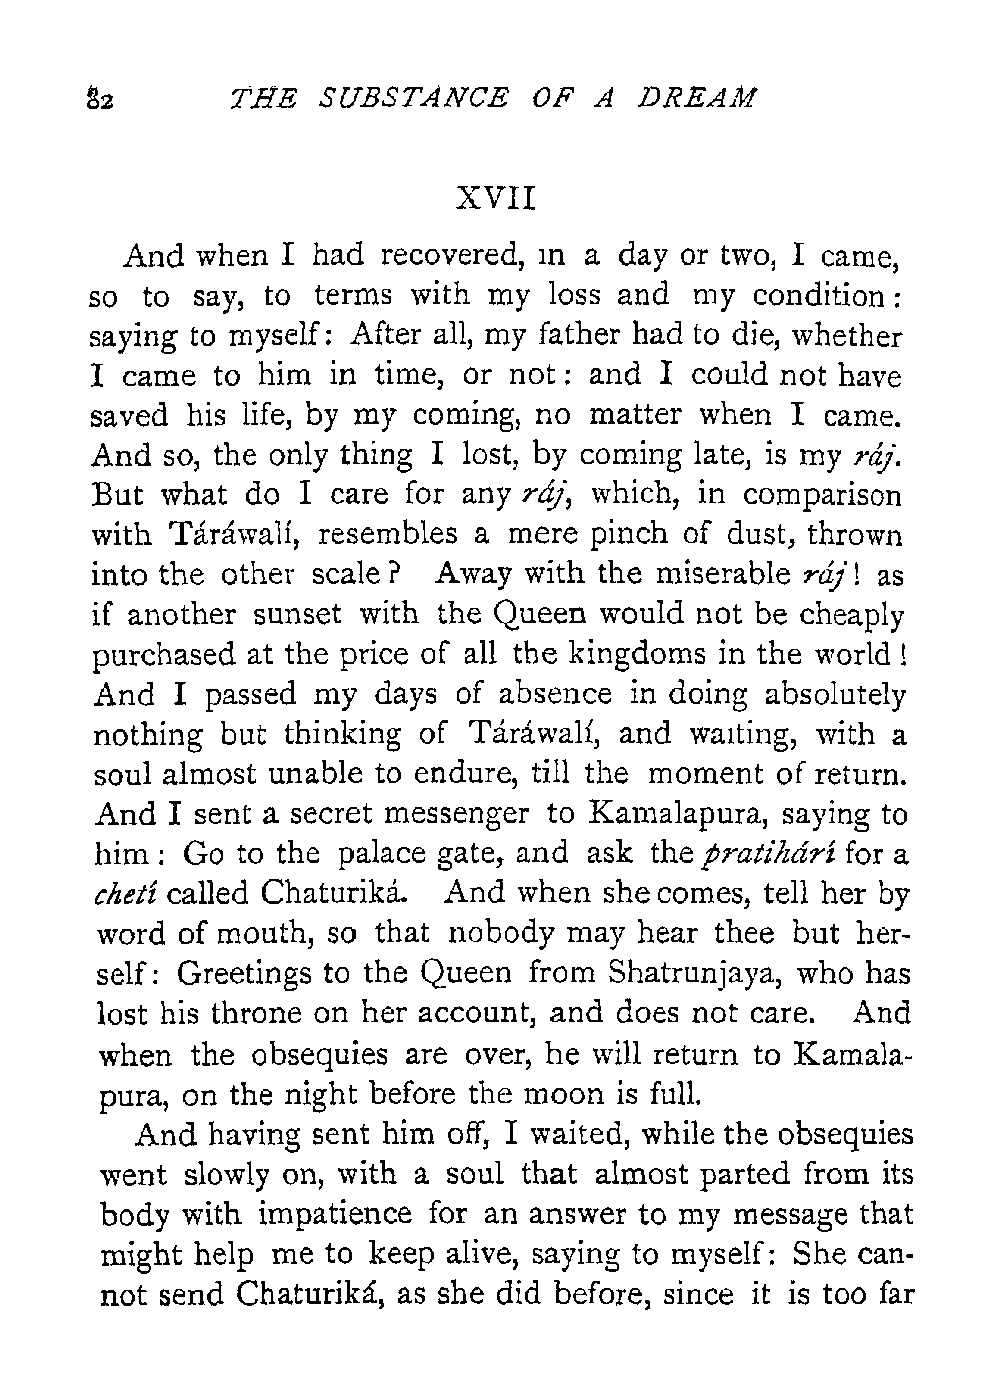 82 THE SUBSTANCE OF A DREAM
XVII
And when I had recovered, in a day or two, I came,
so to say, to terms with my loss and my condition :
saying to myself: After all, my father had to die, whether
I came to him in time, or not : and I could not have
saved his life, by my coming, no matter when I came.
And so, the only thing I lost, by coming late, is my ráj.
But what do I care for any ráj, which, in comparison
with Táráwalí, resembles a mere pinch of dust, thrown
into the other scale ? Away with the miserable ráj ! as
if another sunset with the Queen would not be cheaply
purchased at the price of all the kingdoms in the world !
And I passed my days of absence in doing absolutely
nothing but thinking of Táráwalí, and waiting, with a
soul almost unable to endure, till the moment of return.
And I sent a secret messenger to Kamalapura, saying to
him : Go to the palace gate, and ask the pratihárí for a
chetí called Chaturiká. And when she comes, tell her by
word of mouth, so that nobody may hear thee but her-
self: Greetings to the Queen from Shatrunjaya, who has
lost his throne on her account, and does not care. And
when the obsequies are over, he will return to Kamala-
pura, on the night before the moon is full.
And having sent him off, I waited, while the obsequies
went slowly on, with a soul that almost parted from its
body with impatience for an answer to my message that
might help me to keep alive, saying to myself: She can-
not send Chaturiká, as she did before, since it is too far